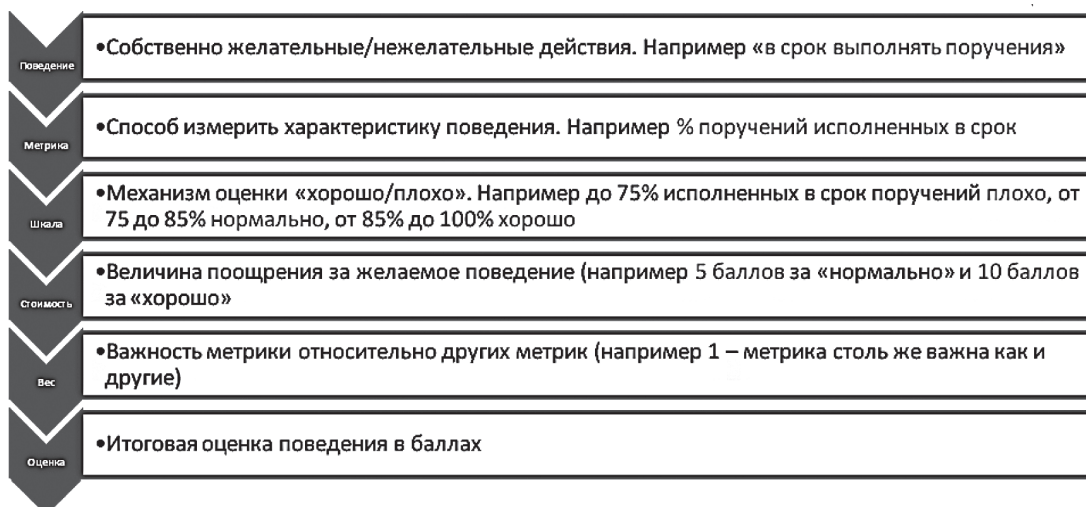 Поведение
•Собственно желательные/нежелательные действия. Например «в срок выполнять поручения»
Метрика
•Способ измерить характеристику поведения. Например % поручений исполненных в срок
Шкала
•Механизм оценки «хорошо/плохо». Например до 75% исполненных в срок поручений плохо, от
75 до 85% нормально, от 85% до 100% хорошо
Стоимость
•Величина поощрения за желаемое поведение (например 5 баллов за «нормально» и 10 баллов
за «хорошо»
Вес
•Важность метрики относительно других метрик (например 1 – метрика столь же важна как и
другие)
Оценка
•Итоговая оценка поведения в баллах